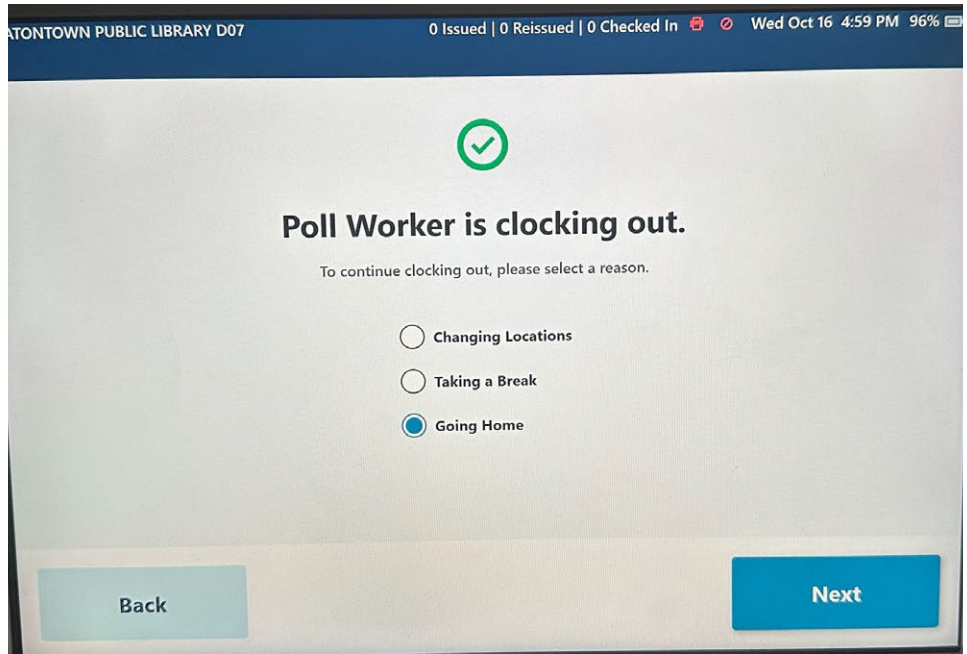 ATONTOWN PUBLIC LIBRARY D07 0 Issued | 0 Reissued | 0 Checked In Wed Oct 16 4:59 PM 96%
Poll Worker is clocking out.
To continue clocking out, please select a reason.
Changing Locations
Taking a Break
Going Home
Back Next